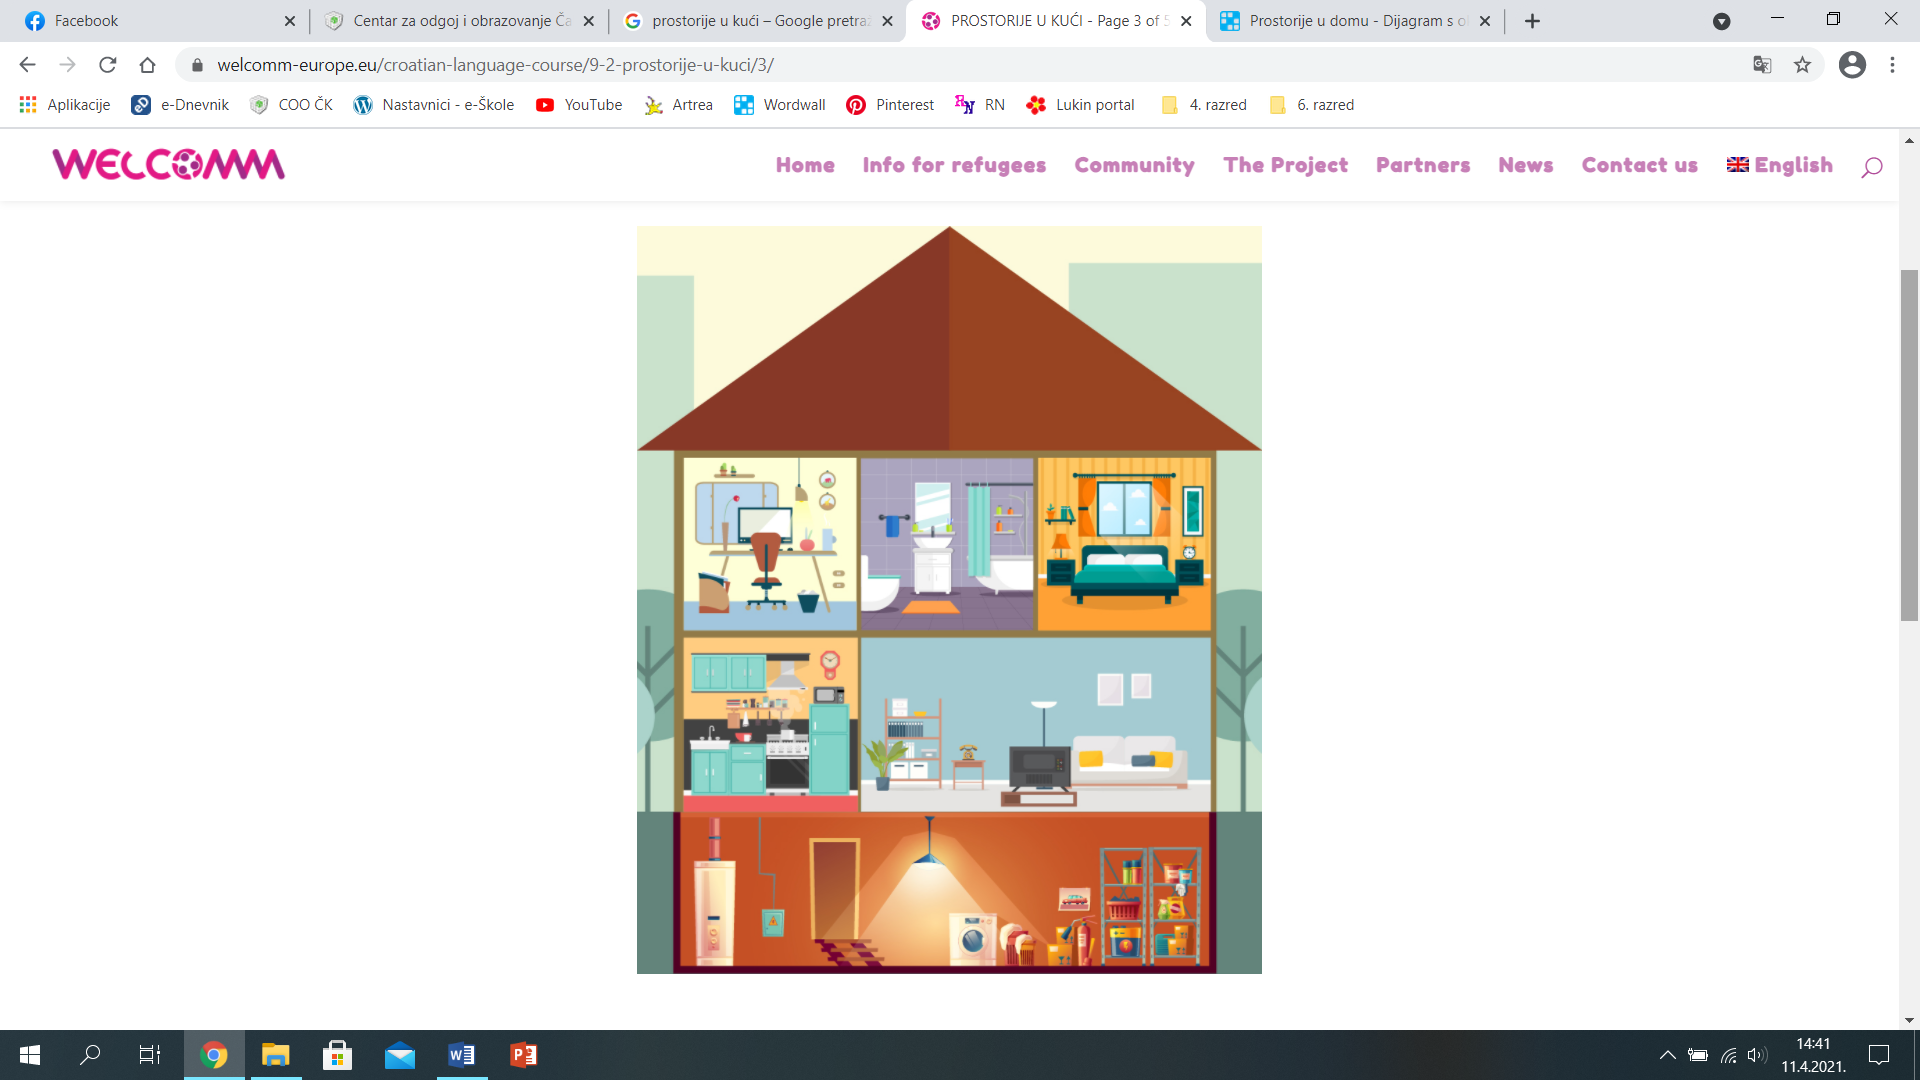 Facebook
Centar za odgoj i obrazovanje Ča
prostorije u kući – Google pretraž
PROSTORIJE U KUĆI - Page 3 of 5
Prostorije u domu - Dijagram s o
welcomm-europe.eu/croatian-language-course/9-2-prostorije-u-kuci/3/
Aplikacije e-Dnevnik COO ČK Nastavnici - e-Škole YouTube Artrea Wordwall Pinterest RN Lukin portal 4. razred 6. razred
WELCOMM
Home Info for refugees Community The Project Partners News Contact us English
14:41
11.4.2021.